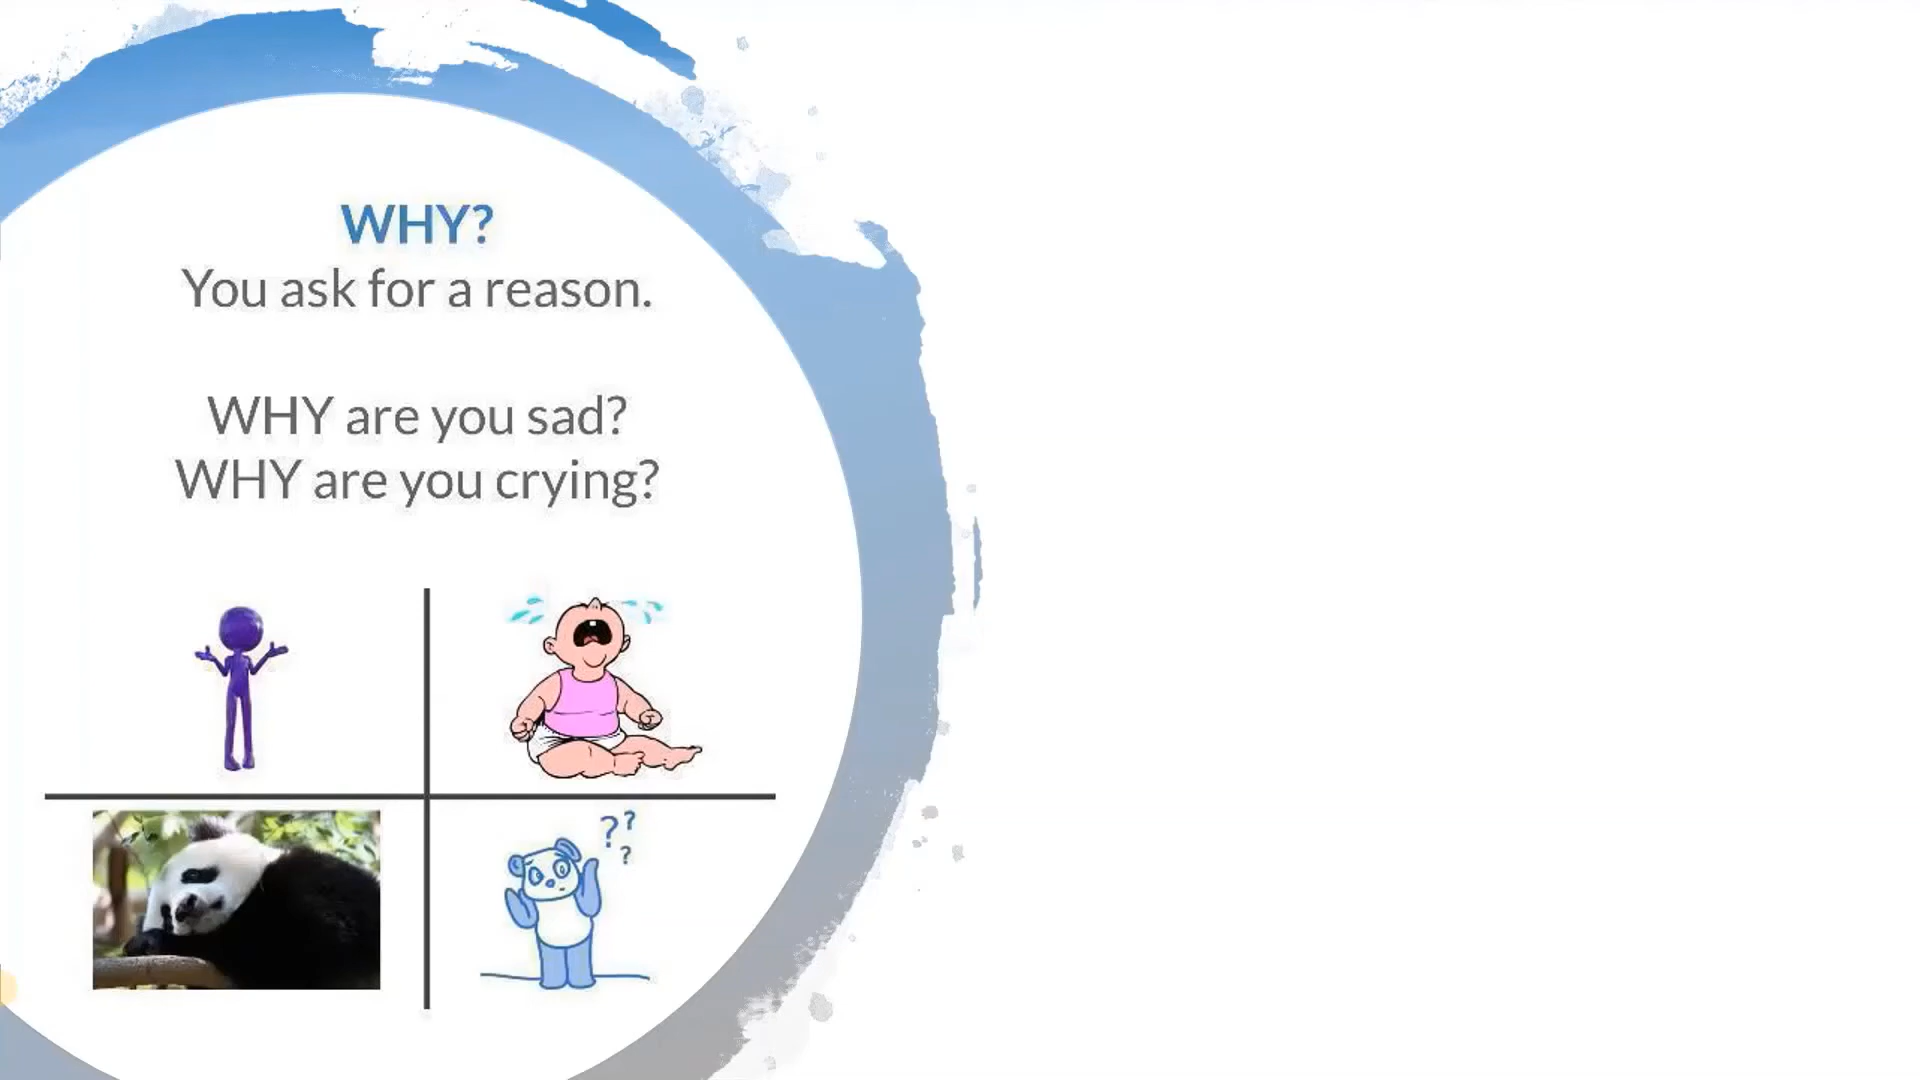 WHY?
You ask for a reason.
WHY are you sad?
WHY are you crying?
? ?
?